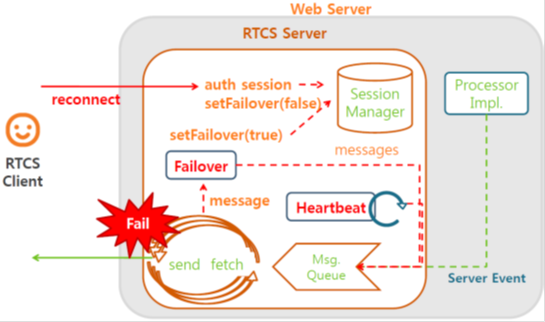 Web Server
RTCS Server
reconnect
auth session
setFailover(false)
Session
Manager
Processor
Impl.
setFailover(true)
messages
RTCS
Client
Failover
message
Heartbeat
Fail
send fetch
Msg.
Queue
Server Event